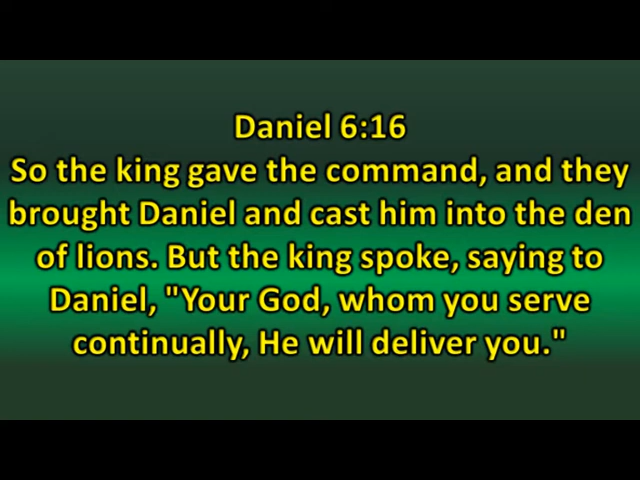 Daniel 6:16
So the king gave the command, and they
brought Daniel and cast him into the den
of lions. But the king spoke, saying to
Daniel, "Your God, whom you serve
continually, He will deliver you."